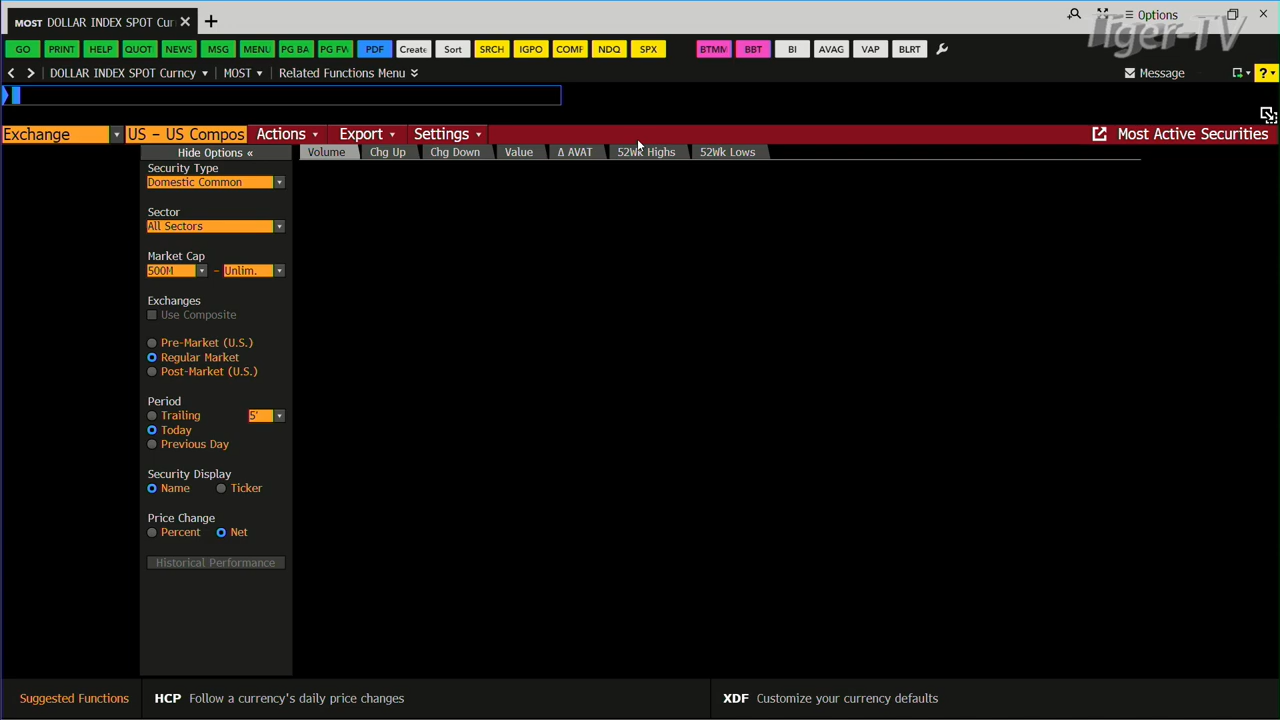 MOST DOLLAR INDEX SPOT Cur
Options
Tiger-TV
GO PRINT HELP QUOT NEWS MSG MENU PG BA PG FW PDF Create Sort SRCH IGPO COMF NDQ SPX BTMM BBT BI AVAG VAP BLRT
DOLLAR INDEX SPOT Curncy MOST Related Functions Menu Message ?
Exchange US - US Compos Actions Export Settings Most Active Securities
Hide Options « Volume Chg Up Chg Down Value Δ AVAT 52Wk Highs 52Wk Lows
Security Type
Domestic Common
Sector
All Sectors
Market Cap
500M - Unlim.
Exchanges
Use Composite
Pre-Market (U.S.)
Regular Market
Post-Market (U.S.)
Period
Trailing 5'
Today
Previous Day
Security Display
Name Ticker
Price Change
Percent Net
Historical Performance
Suggested Functions HCP Follow a currency's daily price changes XDF Customize your currency defaults